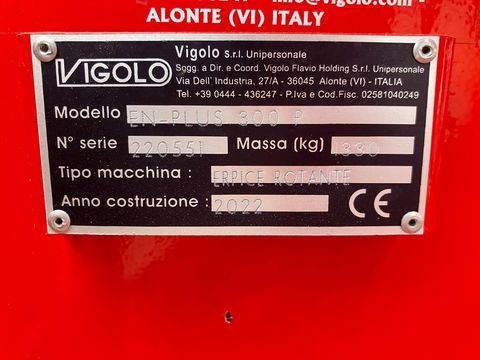 ALONTE (VI) ITALY
VIGOLO
Vigolo S.r.l. Unipersonale
Sggg. a Dir. e Coord. Vigolo Flavio Holding S.r.l. Unipersonale
Via Dell' Industria, 27/A - 36045 Alonte (VI) - ITALIA
Tel. +39 0444 - 436247 - P.Iva e Cod.Fisc. 02581040249
Modello EN-PLUS 300 P
N° serie 220551 Massa (kg) 1330
Tipo macchina : ERPICE ROTANTE
Anno costruzione : 2022 CE